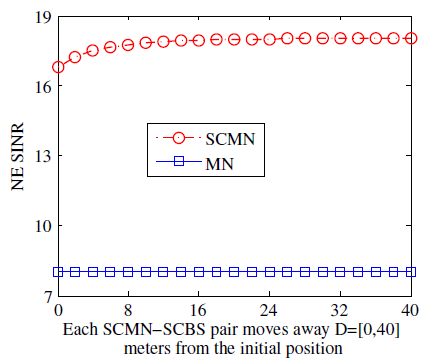 19
16
13
10
7
NE SINR
SCMN
MN
0 8 16 24 32 40
Each SCMN−SCBS pair moves away D=[0,40]
meters from the initial position